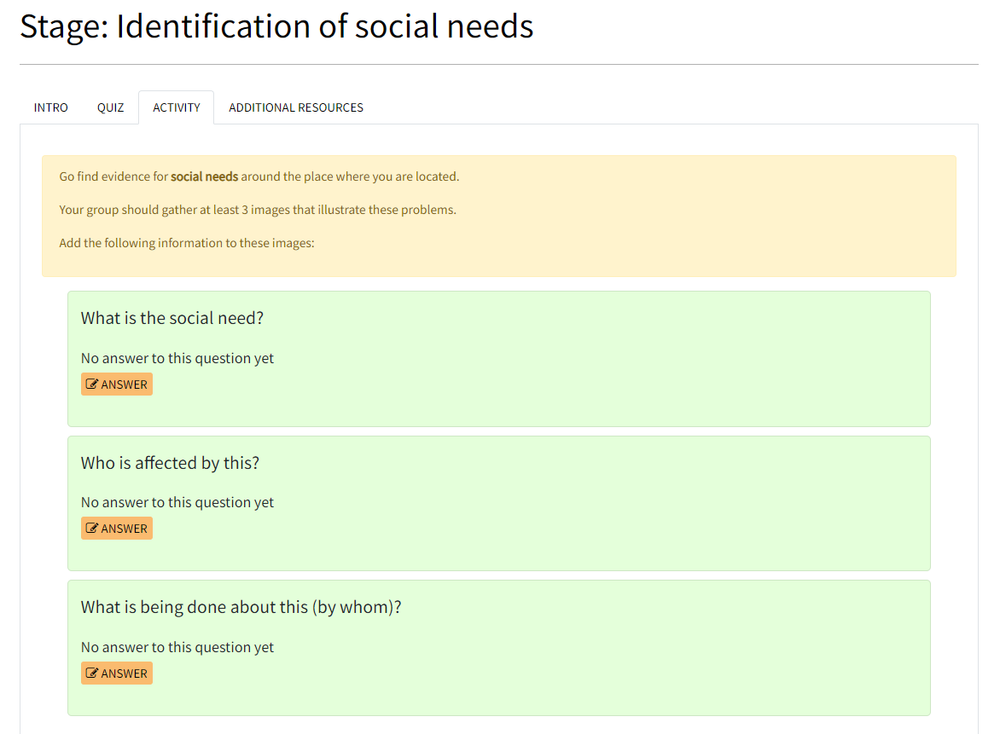 Stage: Identification of social needs
INTRO QUIZ ACTIVITY ADDITIONAL RESOURCES
Go find evidence for social needs around the place where you are located.
Your group should gather at least 3 images that illustrate these problems.
Add the following information to these images:
What is the social need?
No answer to this question yet
ANSWER
Who is affected by this?
No answer to this question yet
ANSWER
What is being done about this (by whom)?
No answer to this question yet
ANSWER